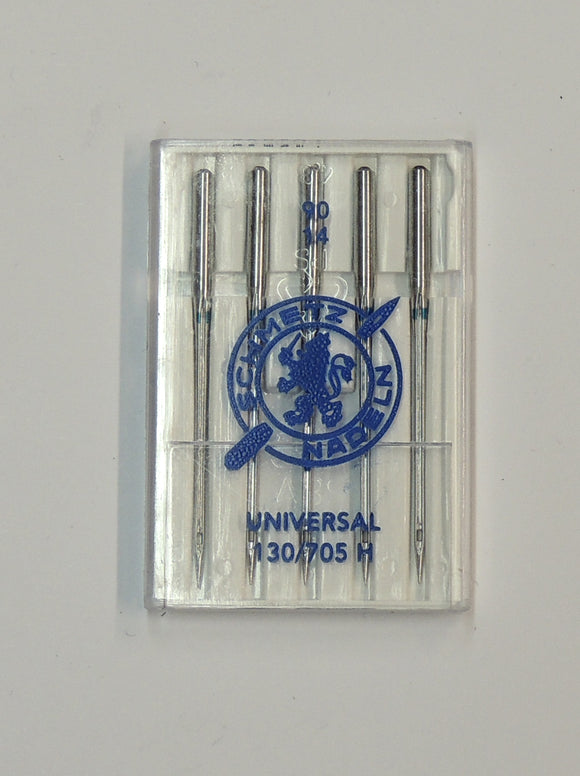 90
14
SCHMETZ
NADELN
UNIVERSAL
130/705 H